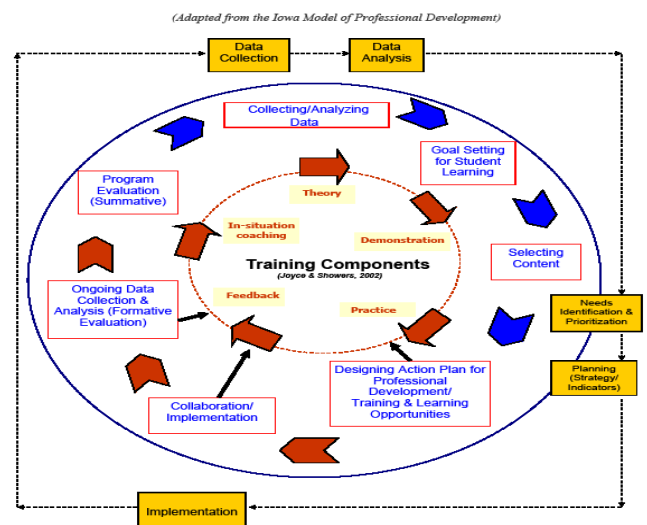 (Adapted from the Iowa Model of Professional Development)
Data
Collection
Data
Analysis
Collecting/Analyzing
Data
Goal Setting
for Student
Learning
Program
Evaluation
(Summative)
Theory
In-situation
coaching
Demonstration
Selecting
Content
Training Components
(Joyce & Showers, 2002)
Ongoing Data
Collection &
Analysis (Formative
Evaluation)
Feedback
Practice
Needs
Identification &
Prioritization
Planning
(Strategy/
Indicators)
Designing Action Plan for
Professional
Development/
Training & Learning
Opportunities
Collaboration/
Implementation
Implementation